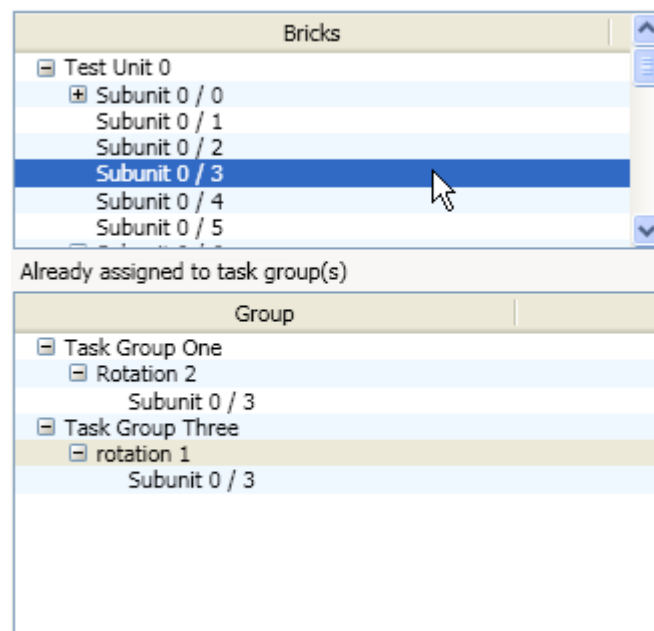 Bricks
Test Unit 0
Subunit 0 / 0
Subunit 0 / 1
Subunit 0 / 2
Subunit 0 / 3
Subunit 0 / 4
Subunit 0 / 5
Already assigned to task group(s)
Group
Task Group One
Rotation 2
Subunit 0 / 3
Task Group Three
rotation 1
Subunit 0 / 3